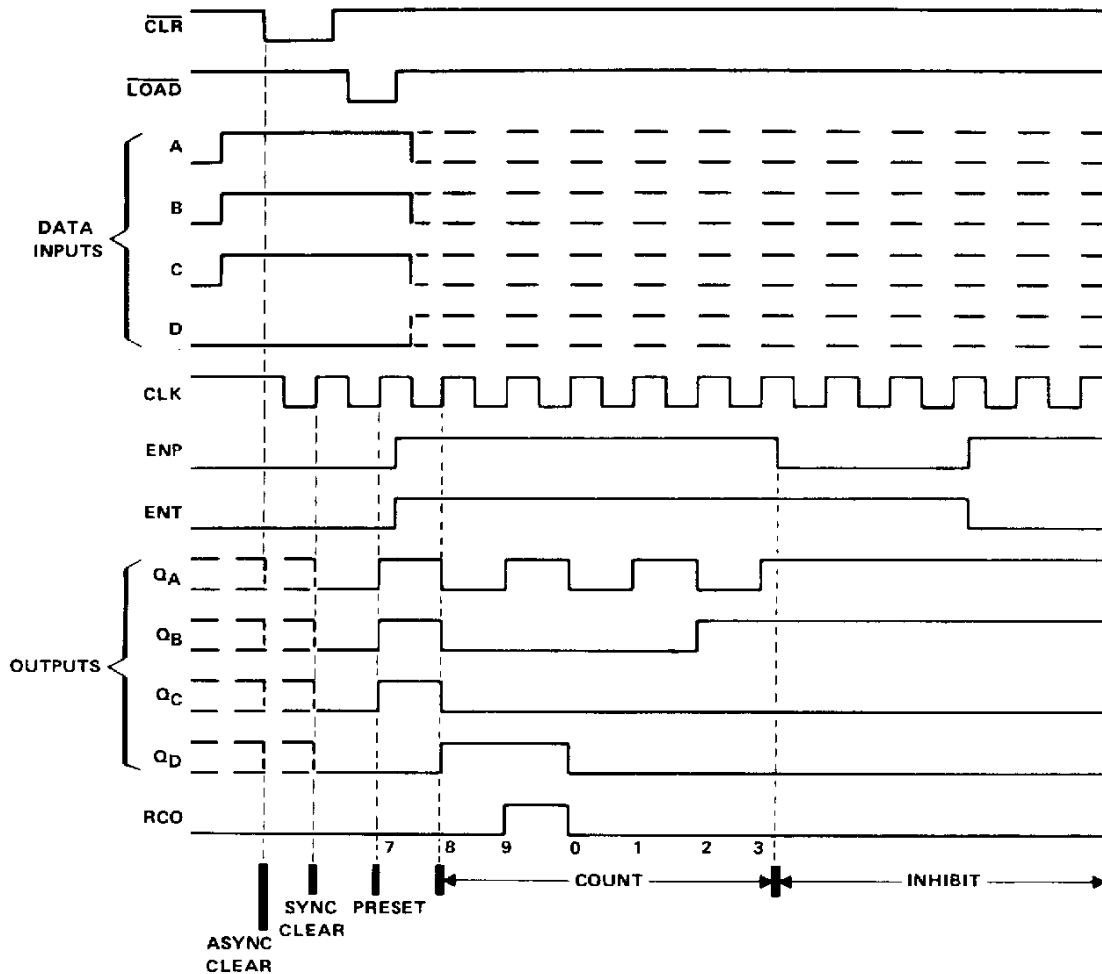 CLR
LOAD
A
B
DATA
INPUTS
C
D
CLK
ENP
ENT
QA
QB
OUTPUTS
QC
QD
RCO
7 8 9 0 1 2 3
COUNT INHIBIT
SYNC PRESET
CLEAR
ASYNC
CLEAR